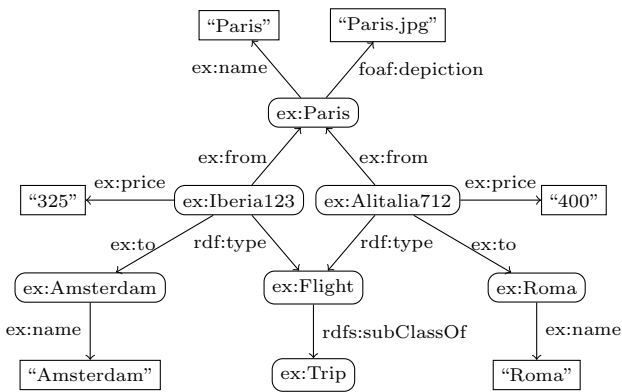 “Paris” “Paris.jpg”
ex:name foaf:depiction
ex:Paris
ex:from ex:from
ex:price ex:price
“325” ex:Iberia123 ex:Alitalia712 “400”
ex:to rdf:type rdf:type ex:to
ex:Amsterdam ex:Flight ex:Roma
ex:name rdfs:subClassOf ex:name
“Amsterdam” ex:Trip “Roma”